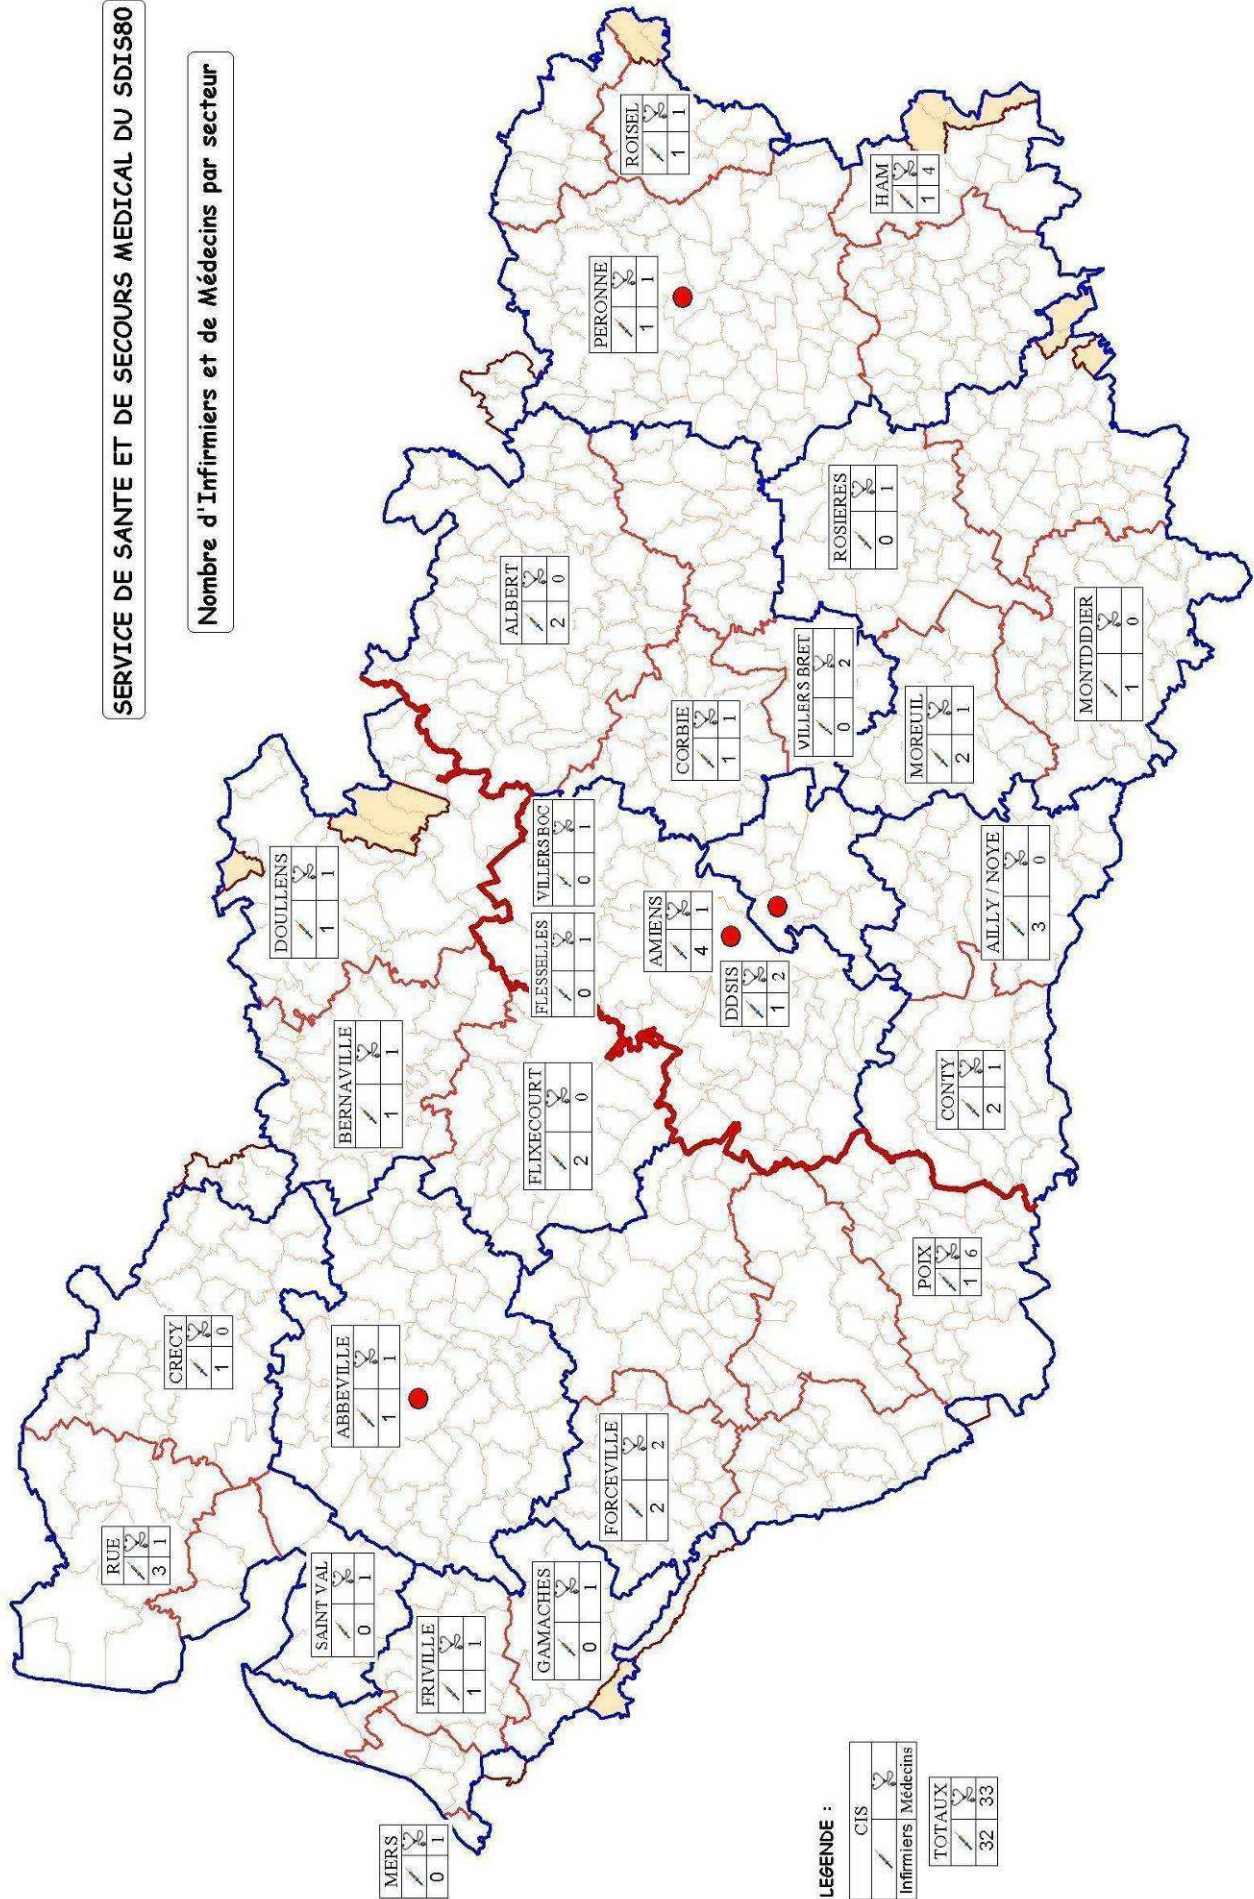 SERVICE DE SANTE ET DE SECOURS MEDICAL DU SDIS80
Nombre d'Infirmiers et de Médecins par secteur
RUE
3 1
CRECY
1 0
SAINT VAL
0 1
ABBEVILLE
1 1
MERS
0 1
FRIVILLE
1 1
GAMACHES
0 1
FORCEVILLE
2 2
DOULLENS
1 1
BERNAVILLE
1 1
FLIXECOURT
2 0
FLESSELLES
0 1
VILLERSBOC
0 1
ALBERT
2 0
PERONNE
1 1
ROISEL
1 1
AMIENS
4 1
DDSIS
1 2
CORBIE
1 1
VILLERS BRET
0 2
ROSIERES
0 1
HAM
1 4
POIX
1 6
CONTY
2 1
AILLY / NOYE
3 0
MOREUIL
2 1
MONTDIDIER
1 0
LEGENDE :
CIS
Infirmiers Médecins
TOTAUX
32 33